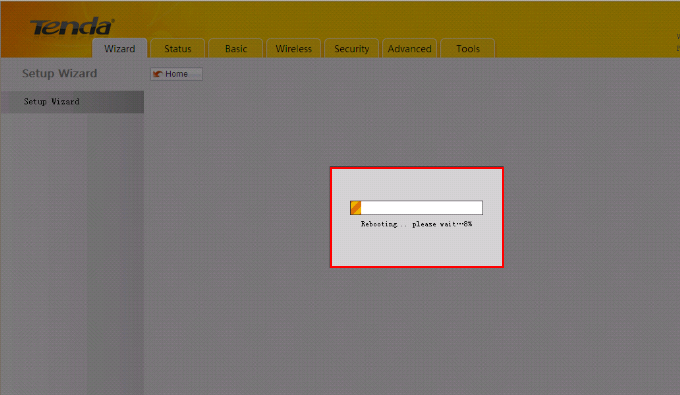 Tenda
Wizard Status Basic Wireless Security Advanced Tools
Setup Wizard
Home
Setup Wizard
Rebooting... please wait…8%